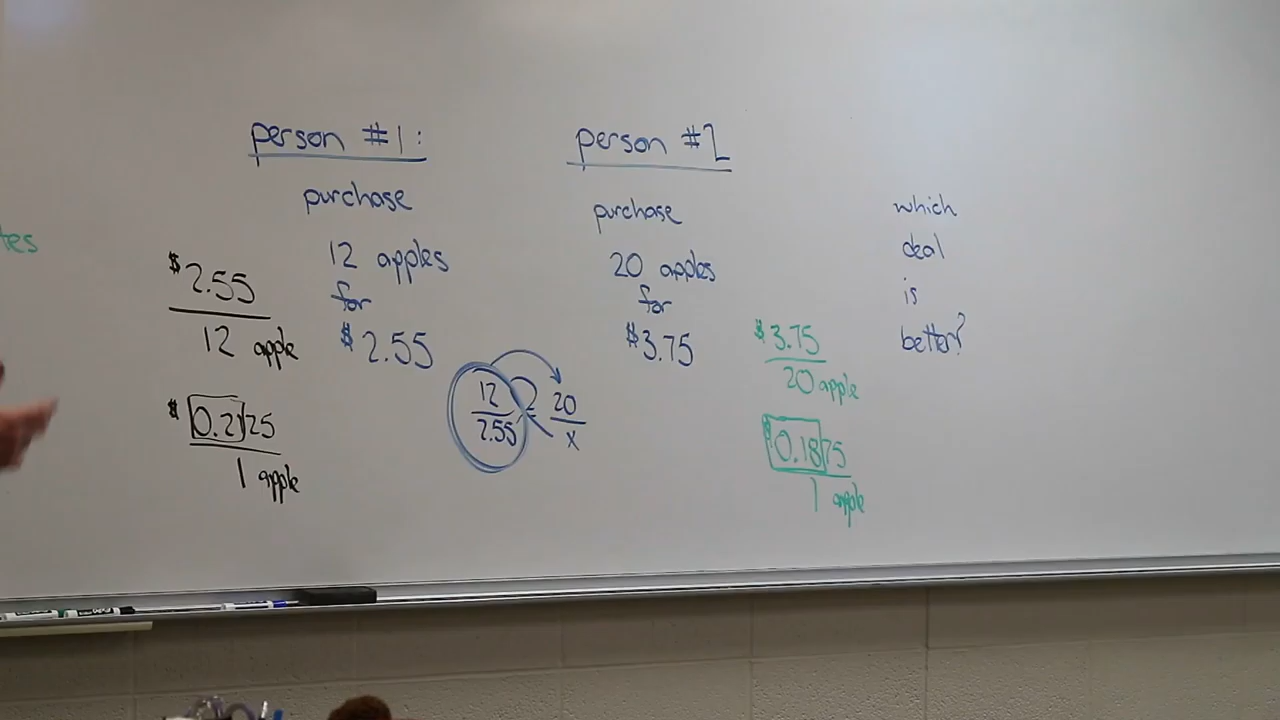 person #1:
purchase
12 apples
for
$2.55
$2.55
12 apple
$0.2125
1 apple
12 = 20
2.55 x
person #2
purchase
20 apples
for
$3.75
$3.75
20 apple
$0.1875
1 apple
which
deal
is
better?
tes